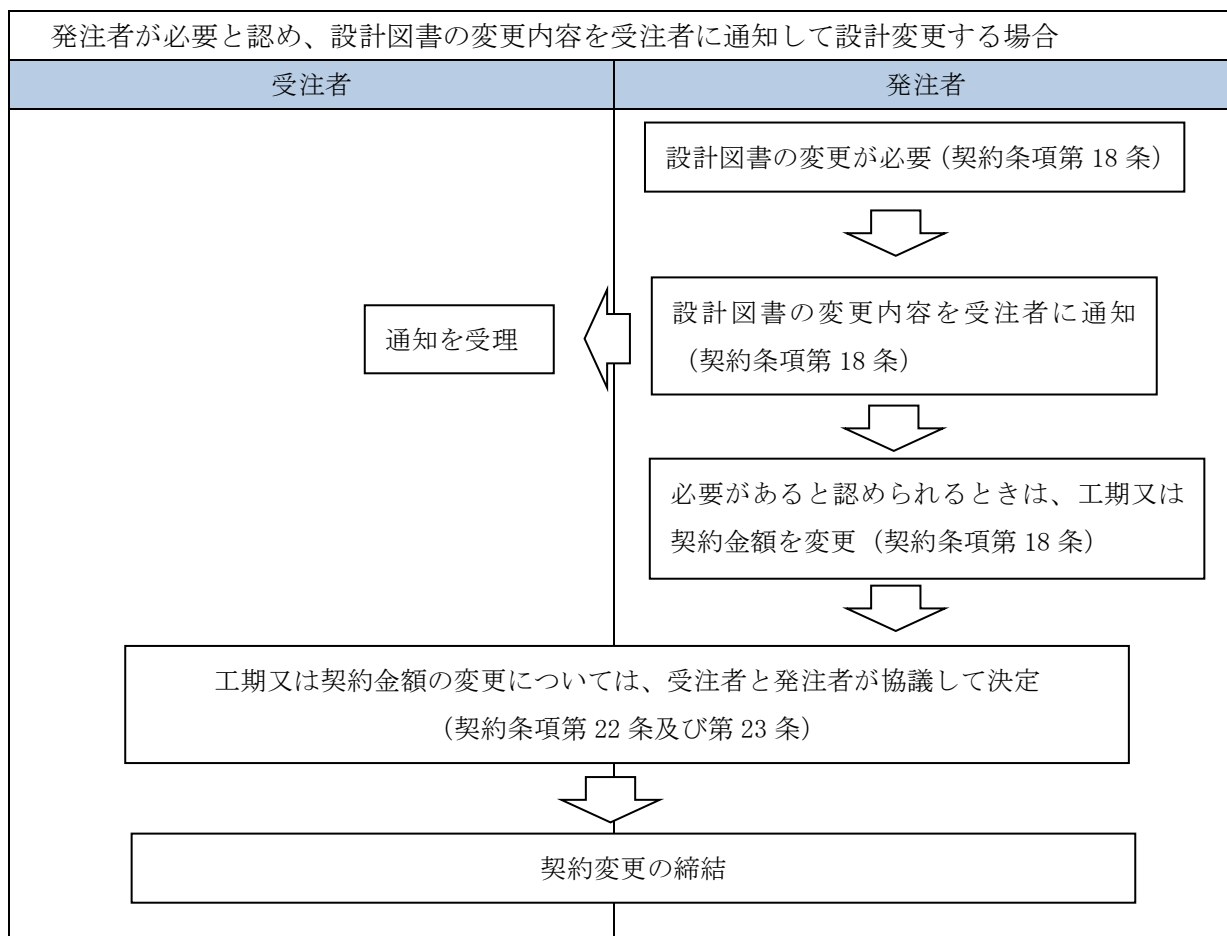 発注者が必要と認め、設計図書の変更内容を受注者に通知して設計変更する場合
受注者
発注者
設計図書の変更が必要(契約条項第 18 条)
設計図書の変更内容を受注者に通知
(契約条項第 18 条)
通知を受理
必要があると認められるときは、工期又は
契約金額を変更(契約条項第 18 条)
工期又は契約金額の変更については、受注者と発注者が協議して決定
(契約条項第 22 条及び第 23 条)
契約変更の締結